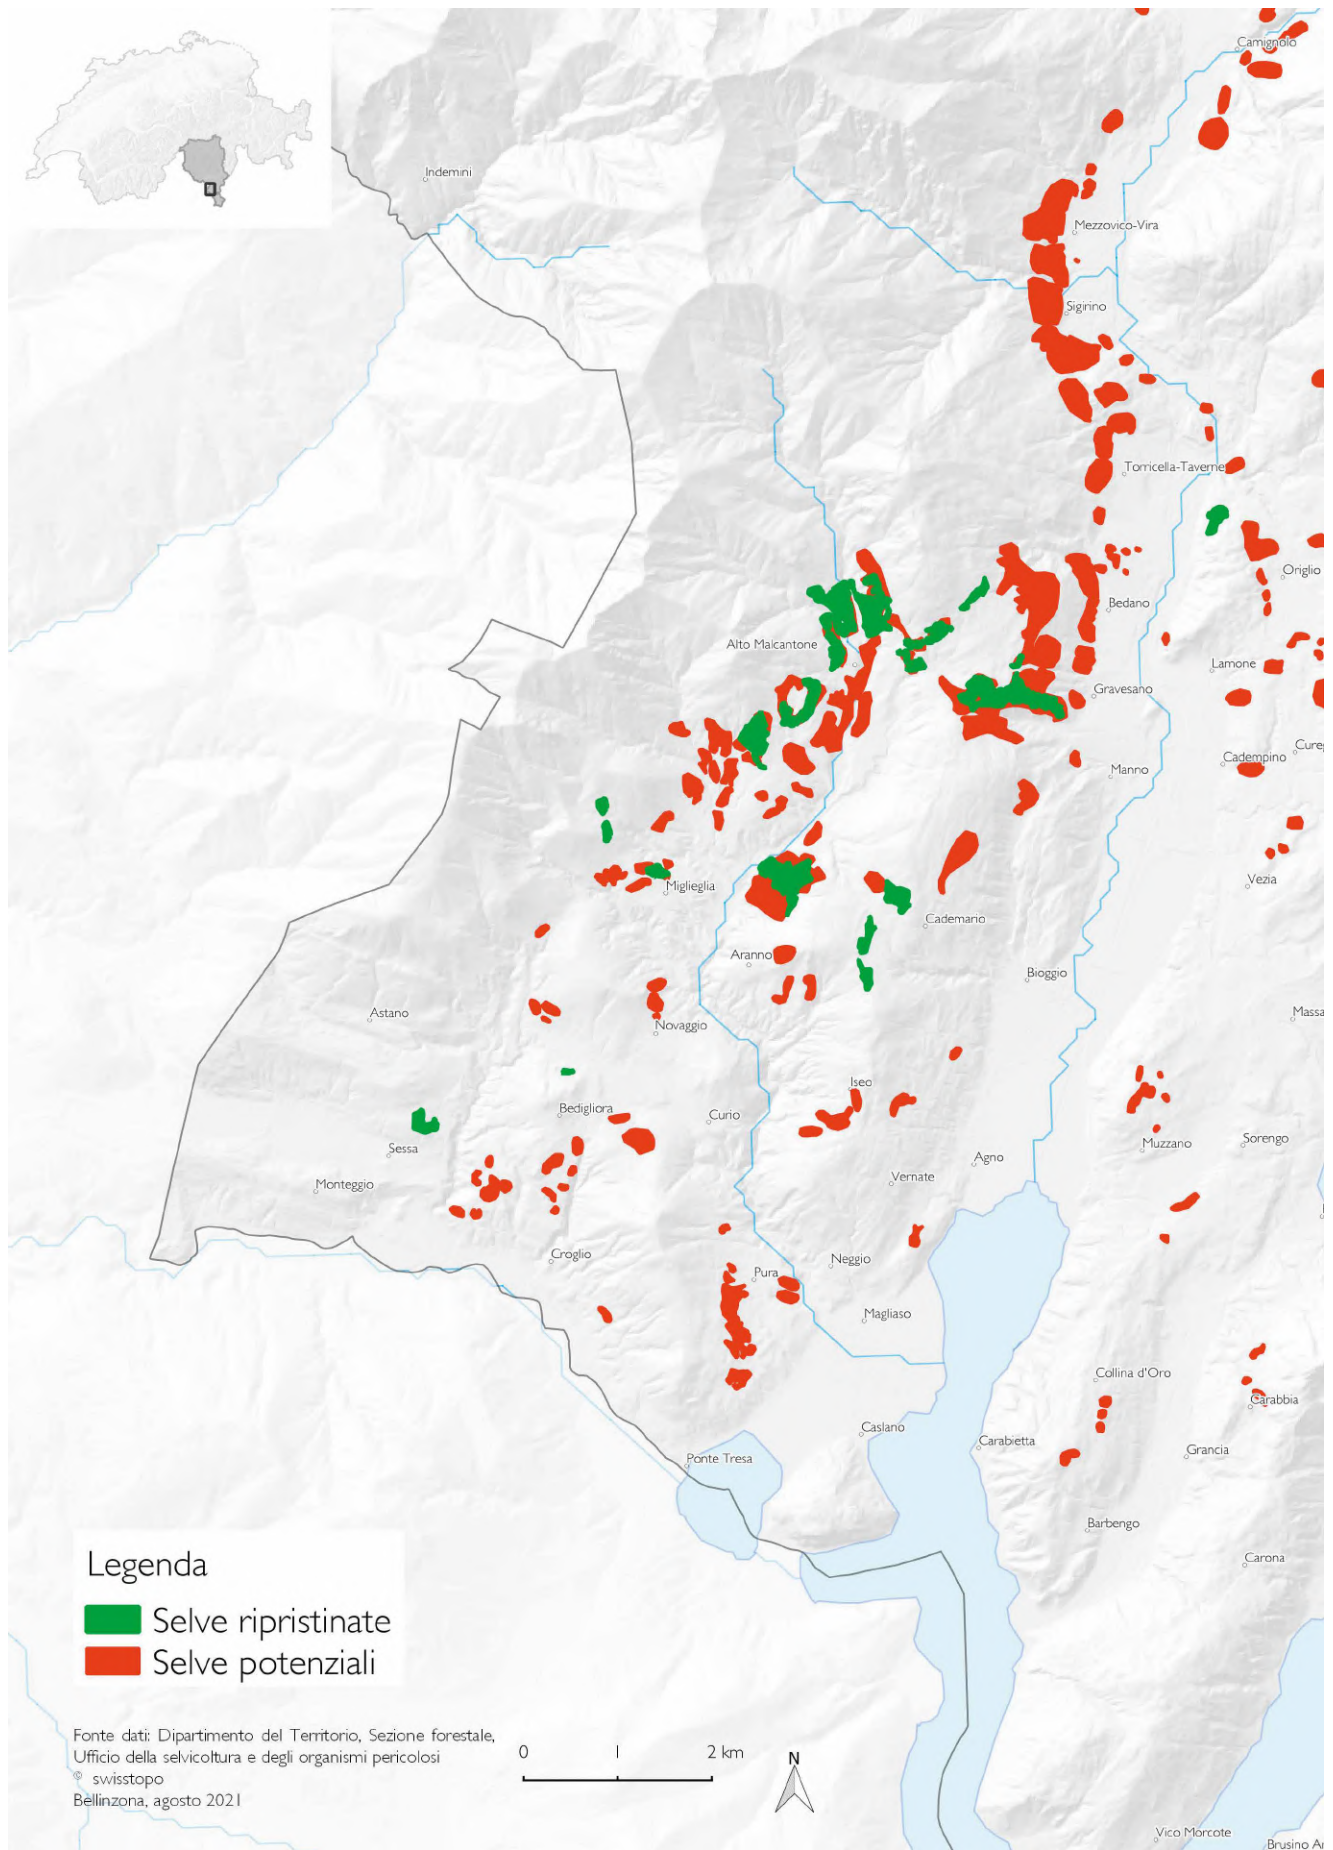 Camignolo
Indemini
Mezzovico-Vira
Sigirino
Torricella-Taverne
Origlio
Bedano
Alto Malcantone
Lamone
Gravesano
Cadempino
Manno
Vezia
Miglieglia
Cademario
Aranno
Bioggio
Astano
Massa
Novaggio
Iseo
Bedigliora
Curio
Sessa
Muzzano
Sorengo
Agno
Vernate
Monteggio
Croglio
Neggio
Pura
Magliaso
Collina d'Oro
Carabbia
Caslano
Carabietta
Grancia
Ponte Tresa
Barbengo
Carona
Legenda
Selve ripristinate
Selve potenziali
Fonte dati: Dipartimento del Territorio, Sezione forestale,
Ufficio della selvicoltura e degli organismi pericolosi
© swisstopo
Bellinzona, agosto 2021
0 1 2 km
N
Vico Morcote
Brusino